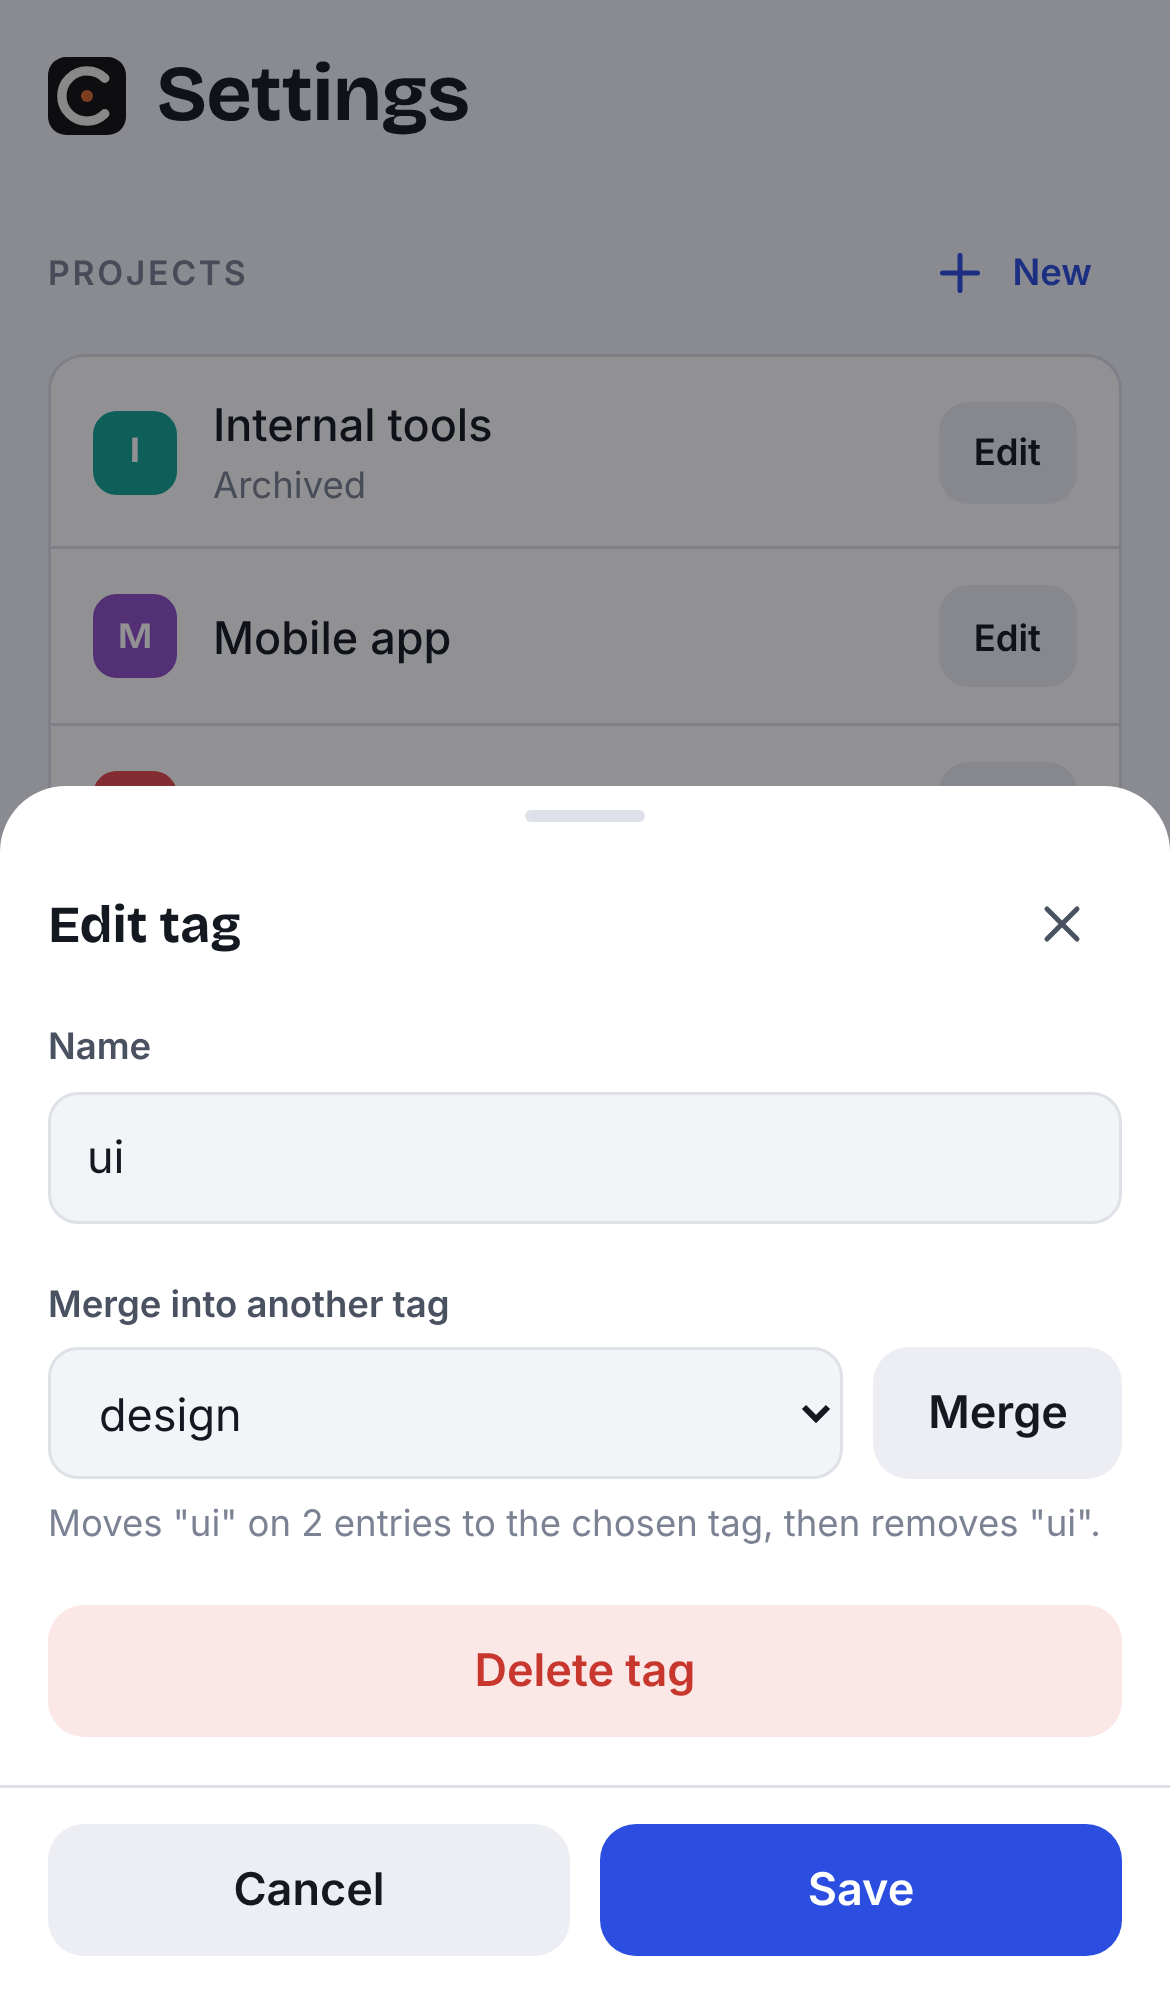 Settings
PROJECTS
New
I
Internal tools
Archived
Edit
M
Mobile app
Edit
Edit tag
Name
ui
Merge into another tag
design
Merge
Moves "ui" on 2 entries to the chosen tag, then removes "ui".
Delete tag
Cancel
Save